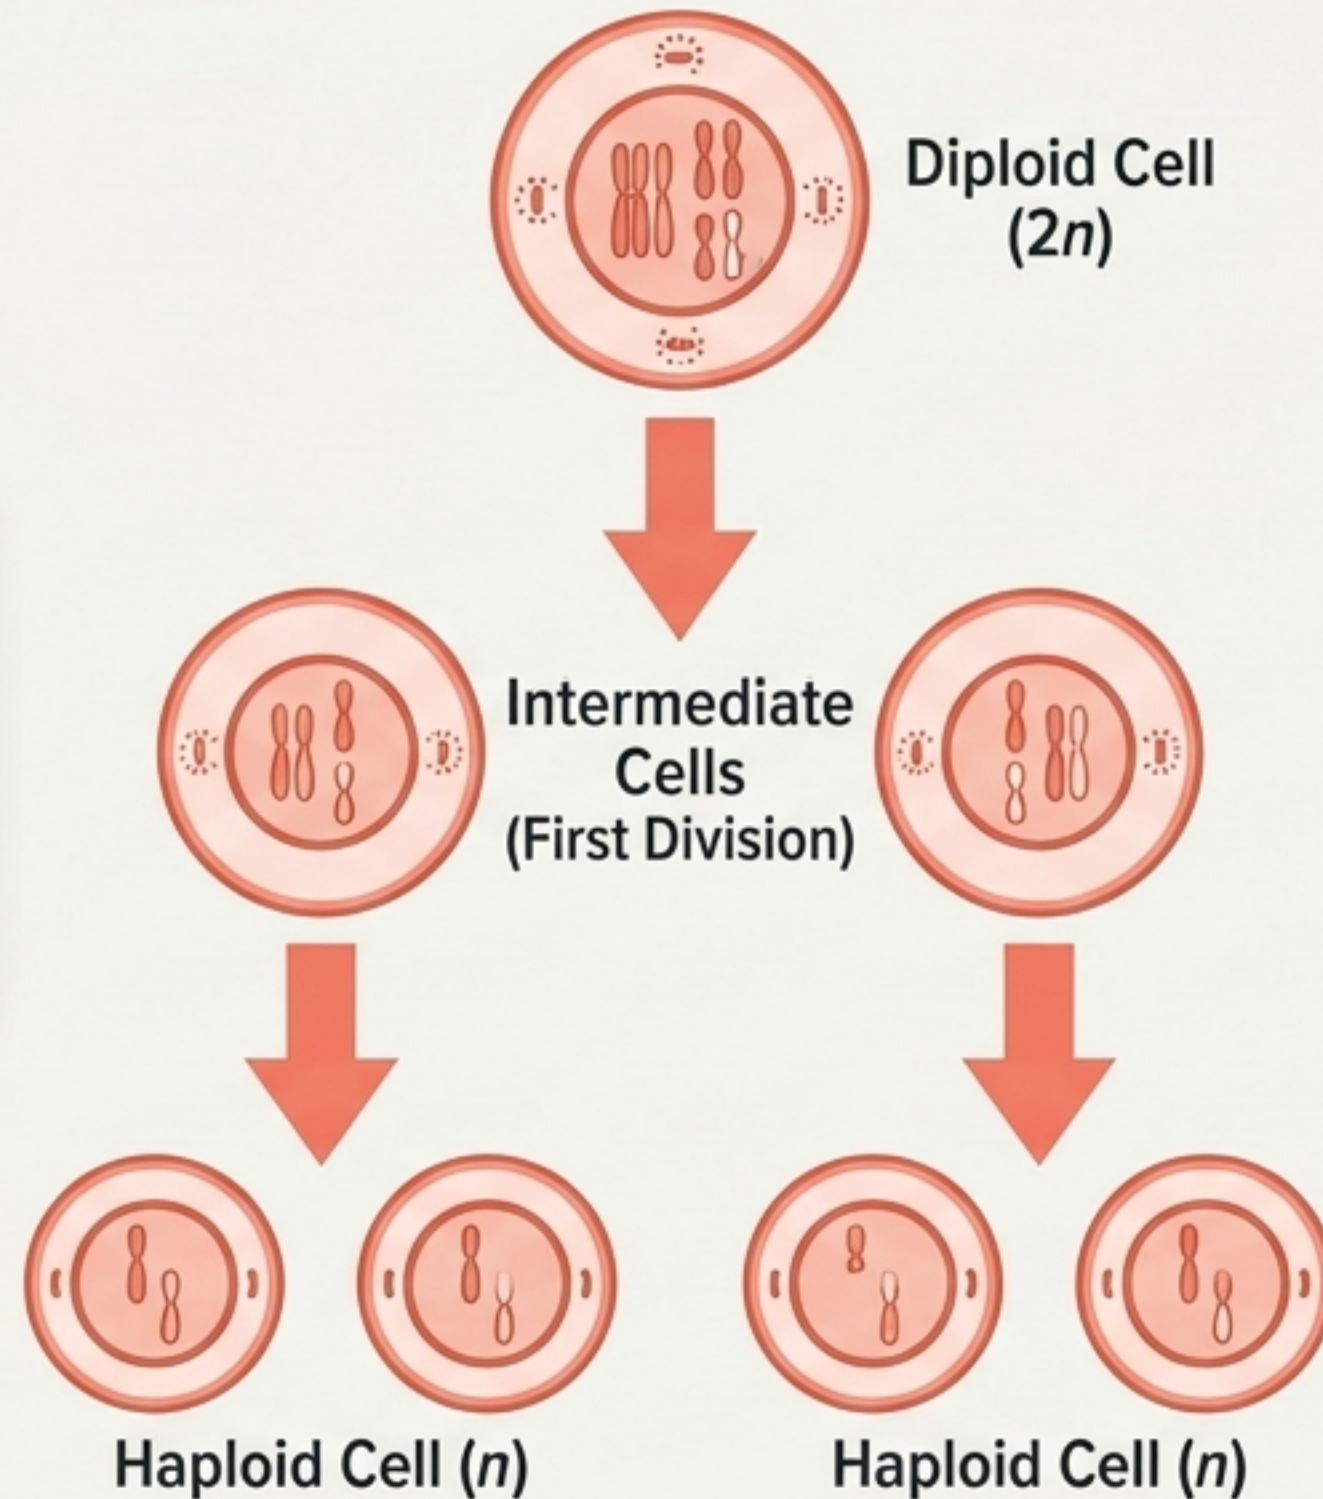 Diploid Cell
(2n)
Intermediate
Cells
(First Division)
Haploid Cell (n)
Haploid Cell (n)